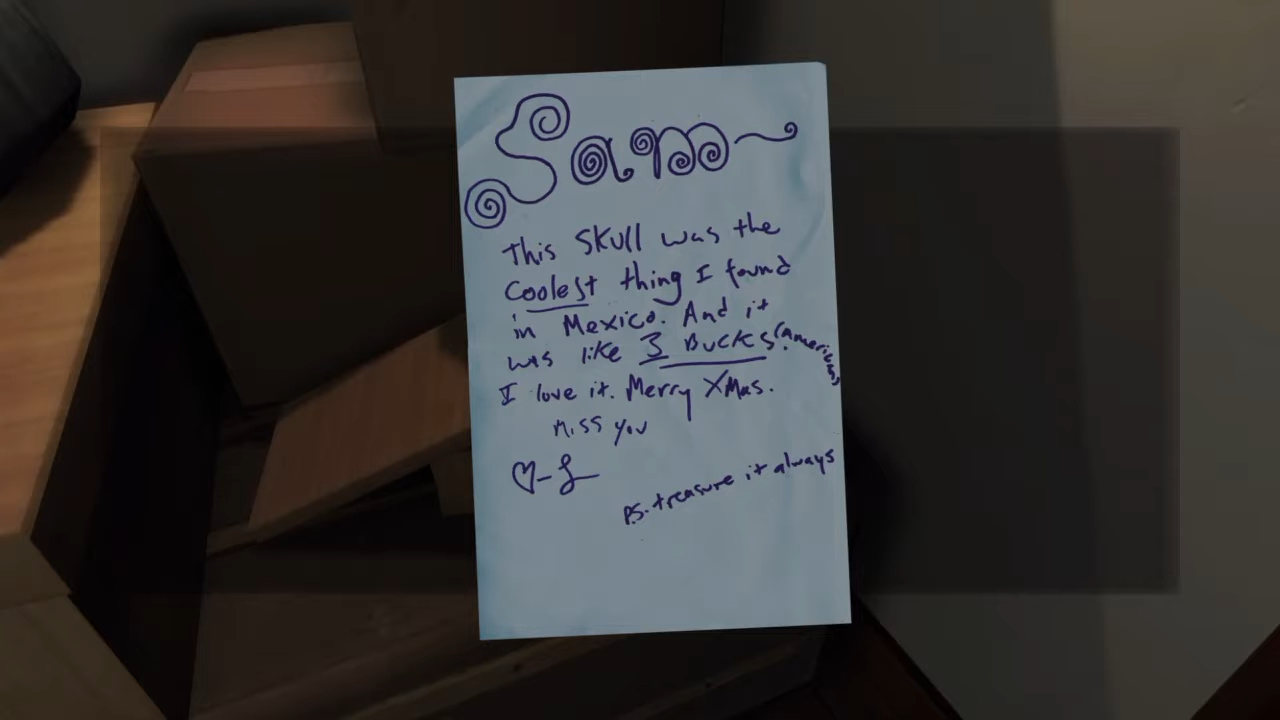 Sam
This Skull was the
coolest thing I found
in Mexico. And it
was like 3 BUCKS. (American)
I love it. Merry XMas.
Miss you
♡-L
P.S. treasure it always